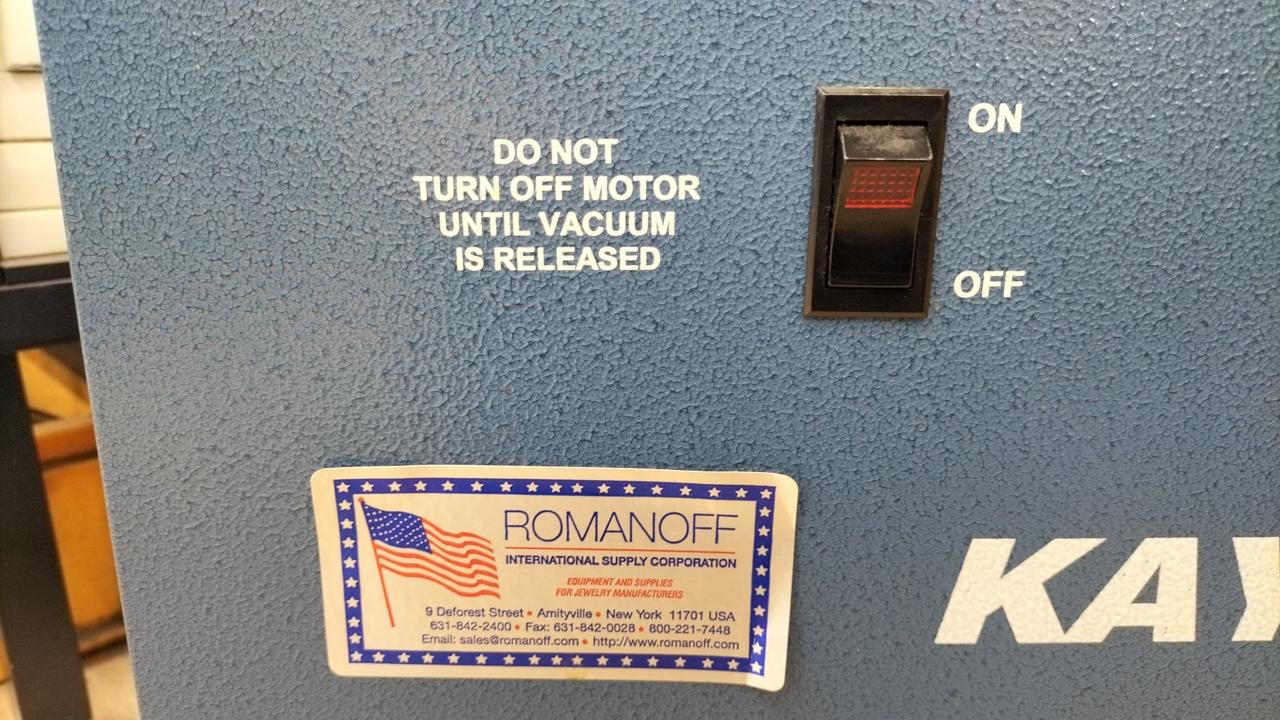 DO NOT
TURN OFF MOTOR
UNTIL VACUUM
IS RELEASED
ON
OFF
ROMANOFF
INTERNATIONAL SUPPLY CORPORATION
EQUIPMENT AND SUPPLIES
FOR JEWELRY MANUFACTURERS
9 Deforest Street • Amityville • New York 11701 USA
631-842-2400 • Fax: 631-842-0028 • 800-221-7448
Email: sales@romanoff.com • http://www.romanoff.com
KAY